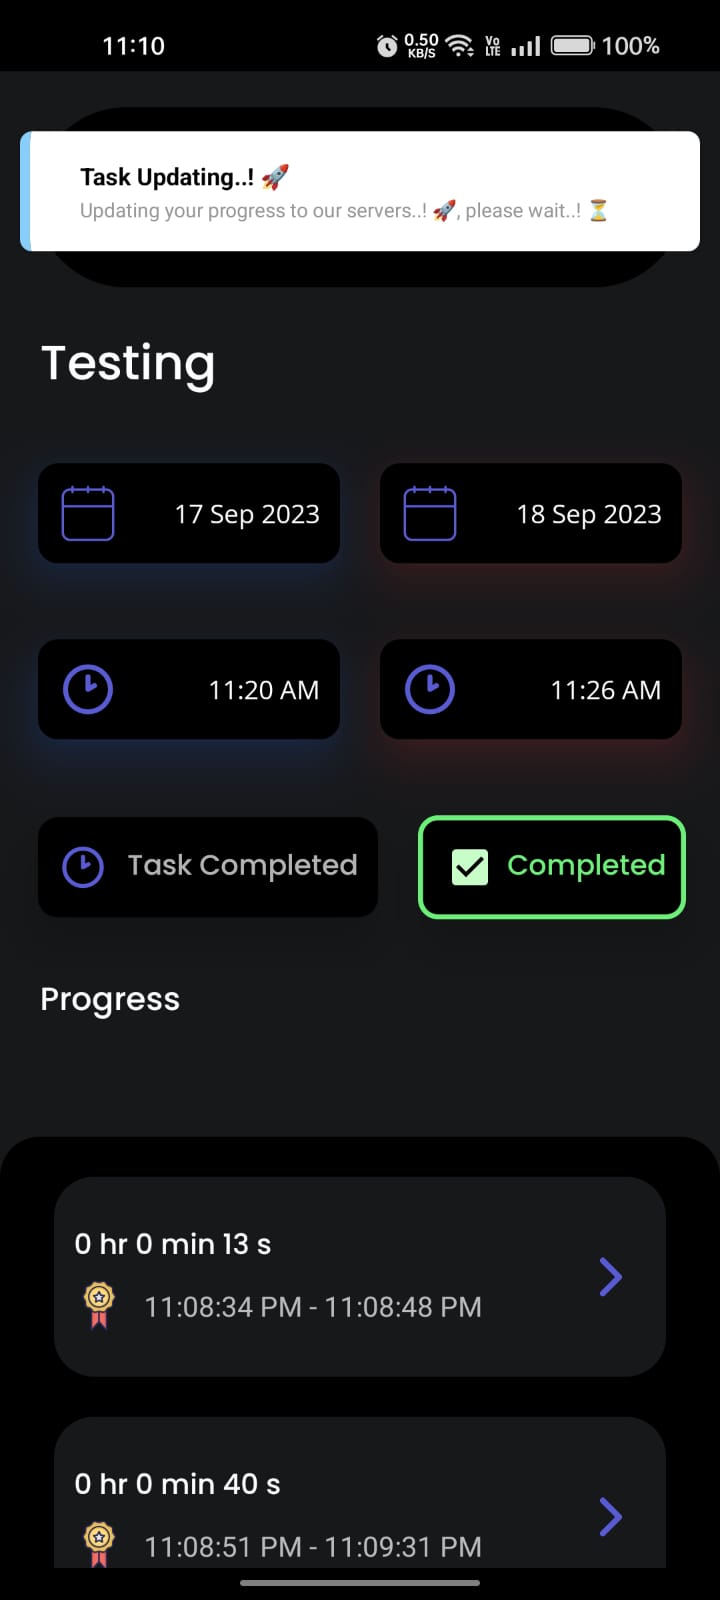 11:10 0.50 KB/S Vo LTE 100%
Task Updating..! 🚀
Updating your progress to our servers..! 🚀, please wait..! ⏳
Testing
17 Sep 2023 18 Sep 2023
11:20 AM 11:26 AM
Task Completed Completed
Progress
0 hr 0 min 13 s
11:08:34 PM - 11:08:48 PM
0 hr 0 min 40 s
11:08:51 PM - 11:09:31 PM